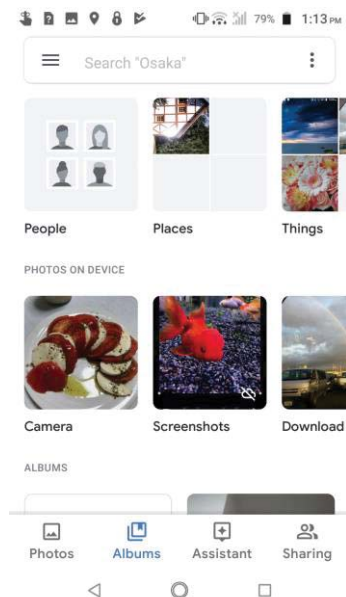 79% 1:13 PM
Search "Osaka"
People Places Things
PHOTOS ON DEVICE
Camera Screenshots Download
ALBUMS
Photos Albums Assistant Sharing